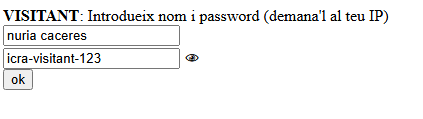 VISITANT: Introdueix nom i password (demana'l al teu IP)
nuria caceres
icra-visitant-123
ok